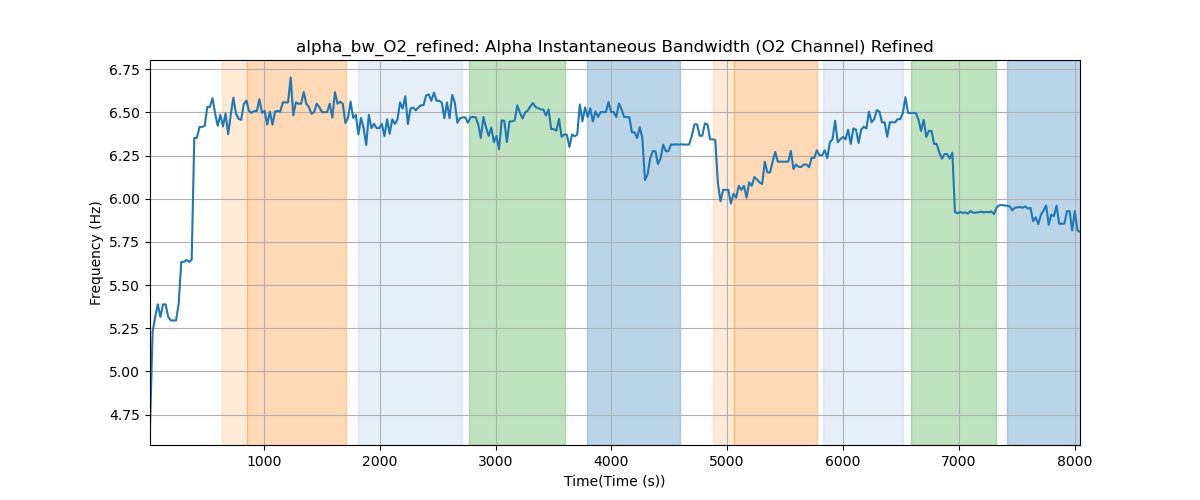 alpha_bw_O2_refined: Alpha Instantaneous Bandwidth (O2 Channel) Refined
Frequency (Hz)
6.75
6.50
6.25
6.00
5.75
5.50
5.25
5.00
4.75
1000 2000 3000 4000 5000 6000 7000 8000
Time(Time (s))